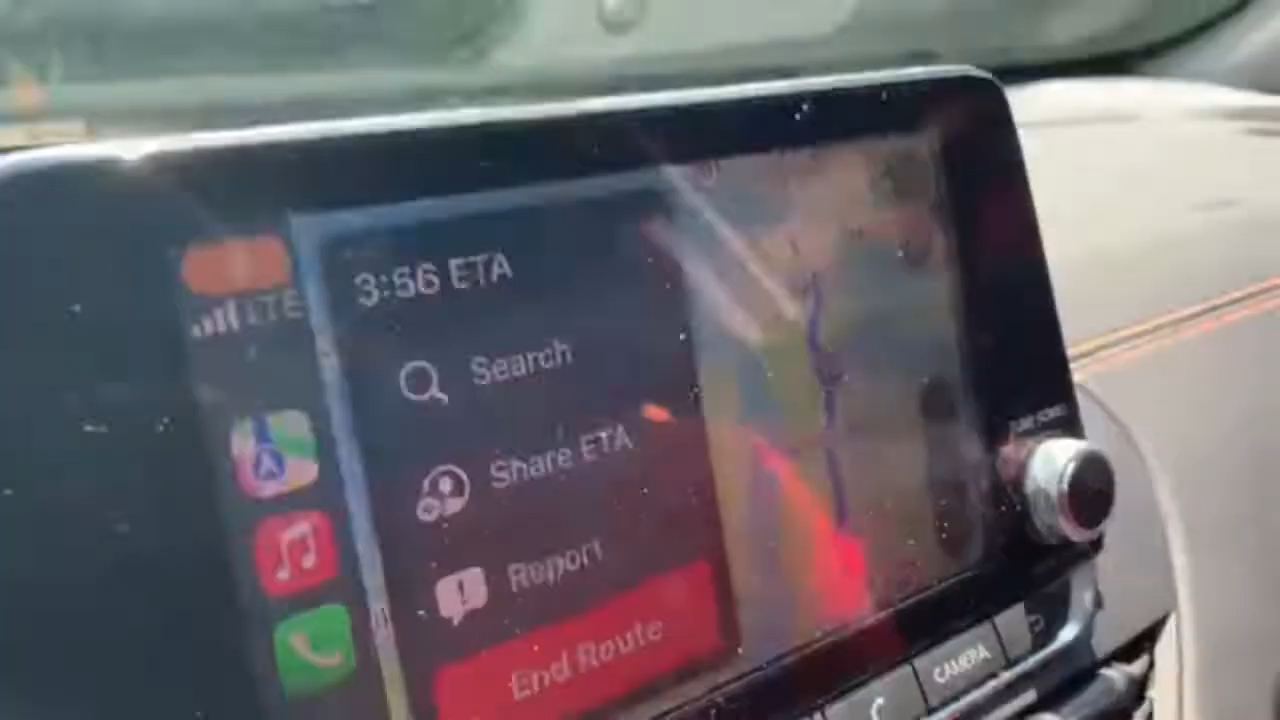 3:56 ETA
LTE
Search
Share ETA
Report
End Route
CAMERA